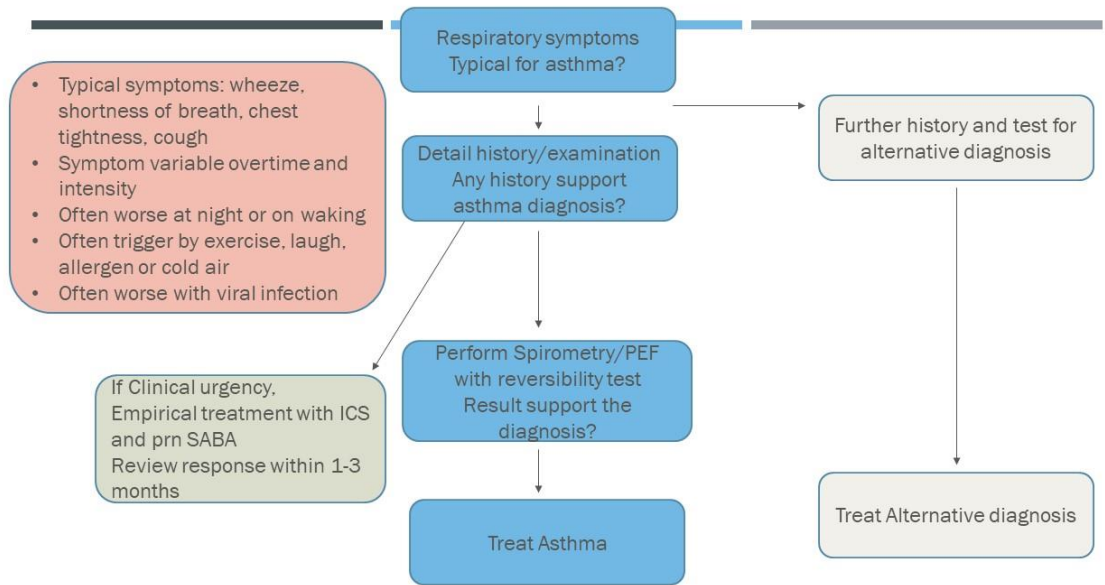 Respiratory symptoms
Typical for asthma?
• Typical symptoms: wheeze,
shortness of breath, chest
tightness, cough
• Symptom variable overtime and
intensity
• Often worse at night or on waking
• Often trigger by exercise, laugh,
allergen or cold air
• Often worse with viral infection
Further history and test for
alternative diagnosis
Detail history/examination
Any history support
asthma diagnosis?
If Clinical urgency,
Empirical treatment with ICS
and prn SABA
Review response within 1-3
months
Perform Spirometry/PEF
with reversibility test
Result support the
diagnosis?
Treat Asthma
Treat Alternative diagnosis